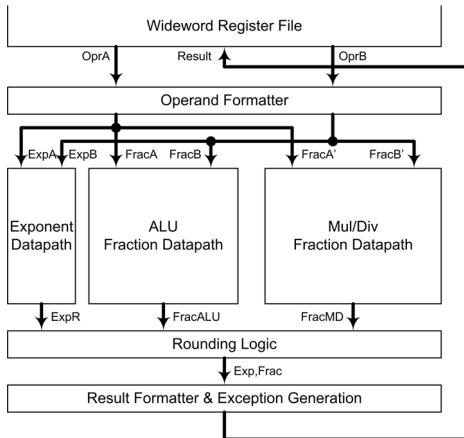 Wideword Register File
OprA
Result
OprB
Operand Formatter
ExpA
ExpB
FracA
FracB
FracA'
FracB'
Exponent
Datapath
ALU
Fraction Datapath
Mul/Div
Fraction Datapath
ExpR
FracALU
FracMD
Rounding Logic
Exp,Frac
Result Formatter & Exception Generation